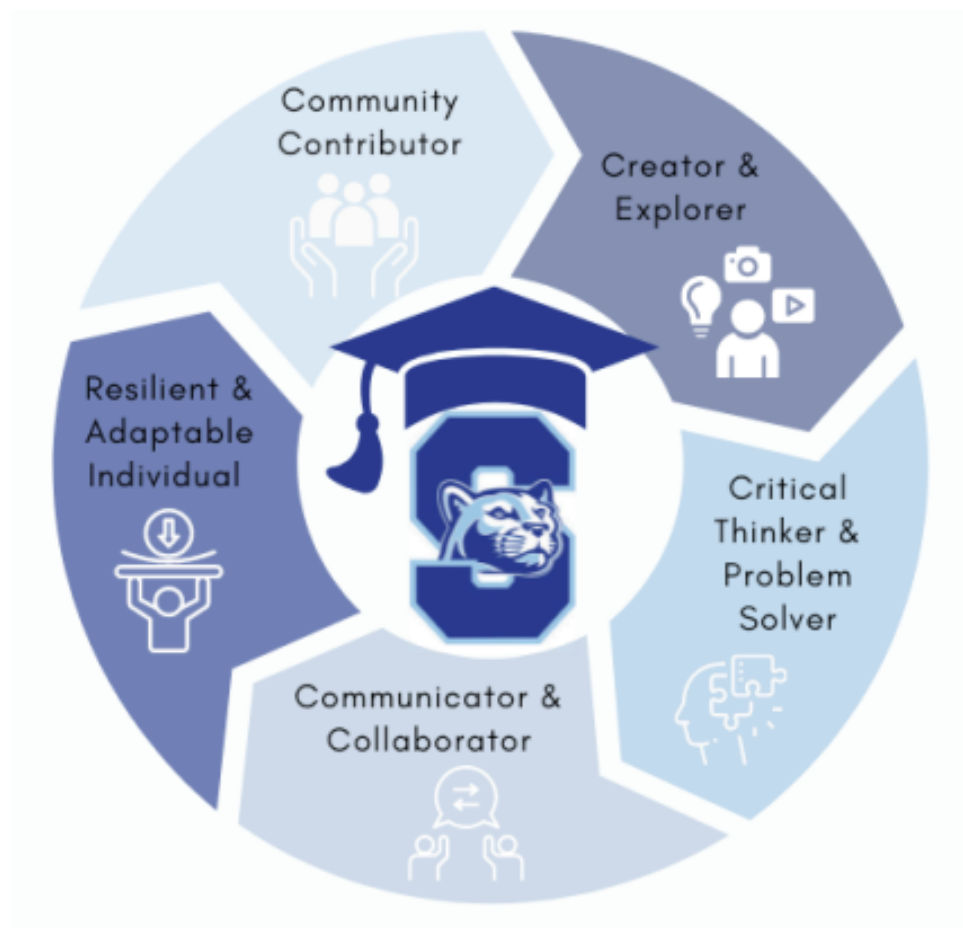 Community
Contributor
Creator &
Explorer
Critical
Thinker &
Problem
Solver
Communicator &
Collaborator
Resilient &
Adaptable
Individual
S